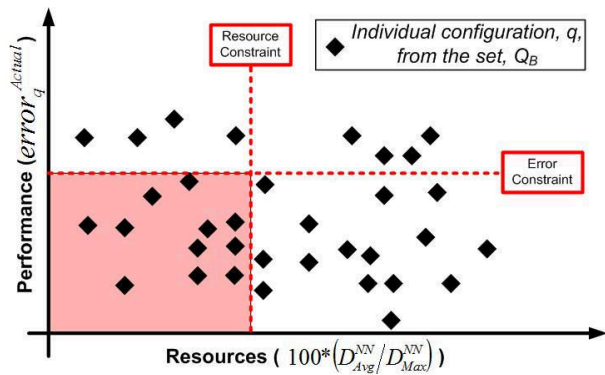 Resource
Constraint
Individual configuration, q,
from the set, Q_B
Error
Constraint
Performance (error_q^Actual)
Resources ( 100*(D_Avg^NN/D_Max^NN))